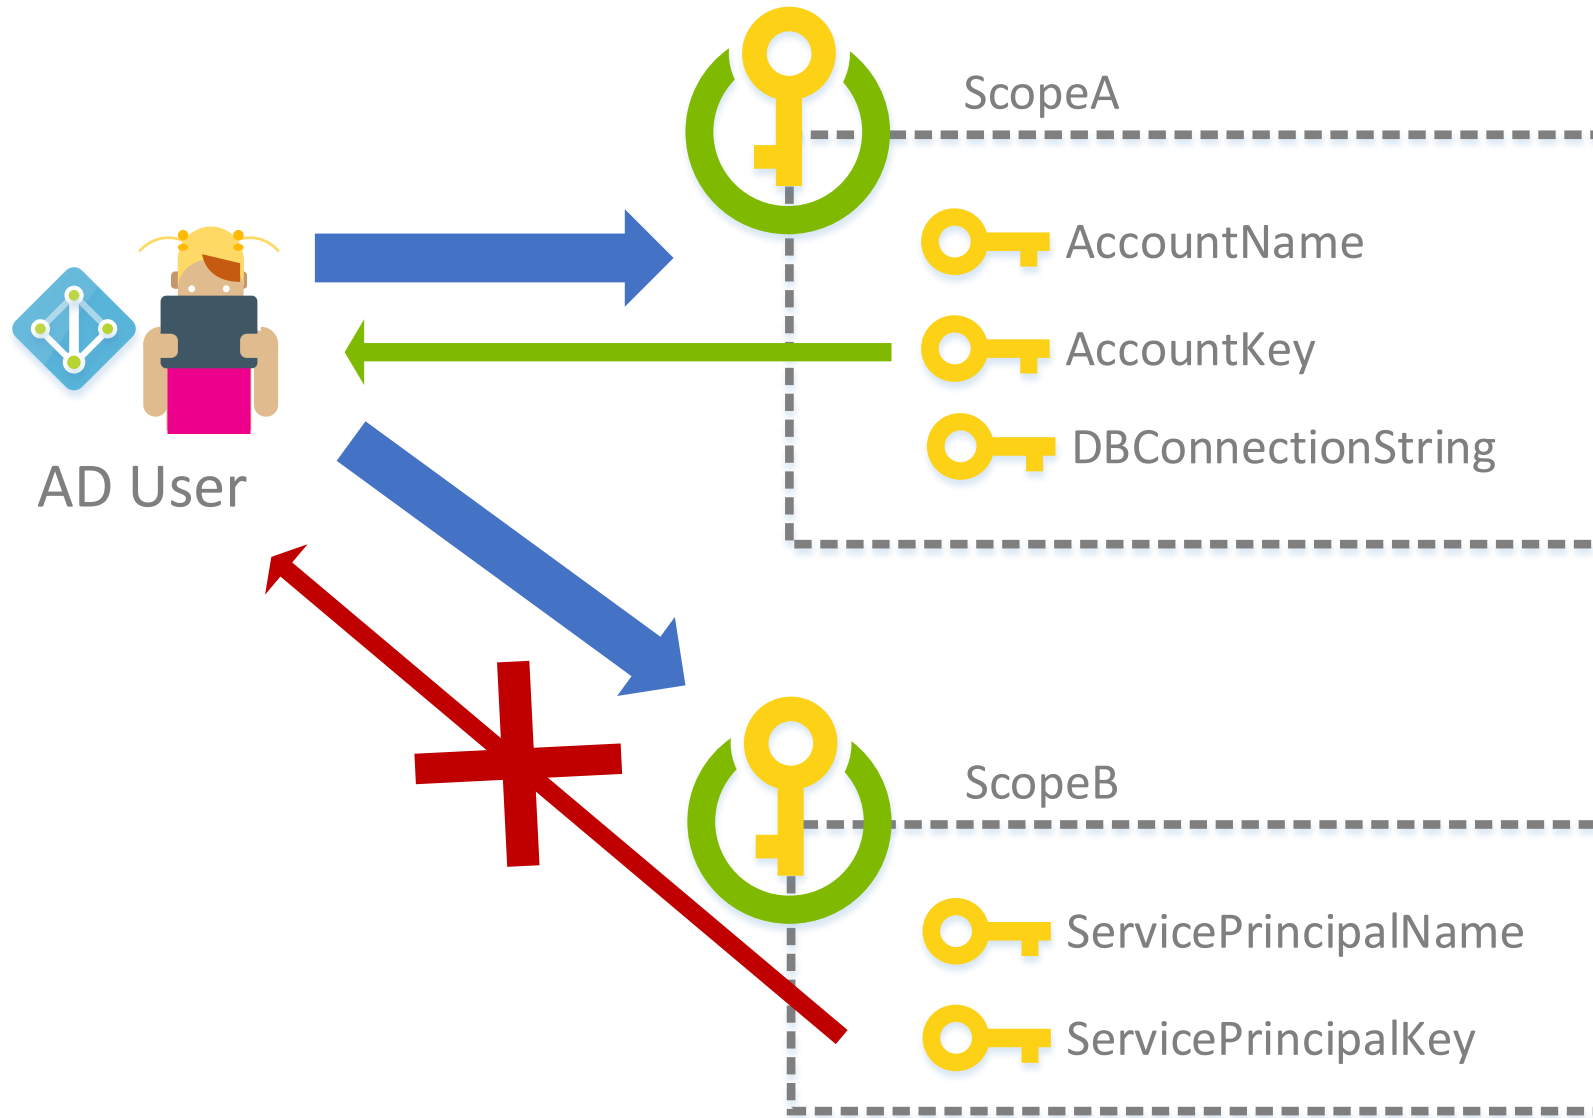 ScopeA
AccountName
AccountKey
DBConnectionString
AD User
ScopeB
ServicePrincipalName
ServicePrincipalKey